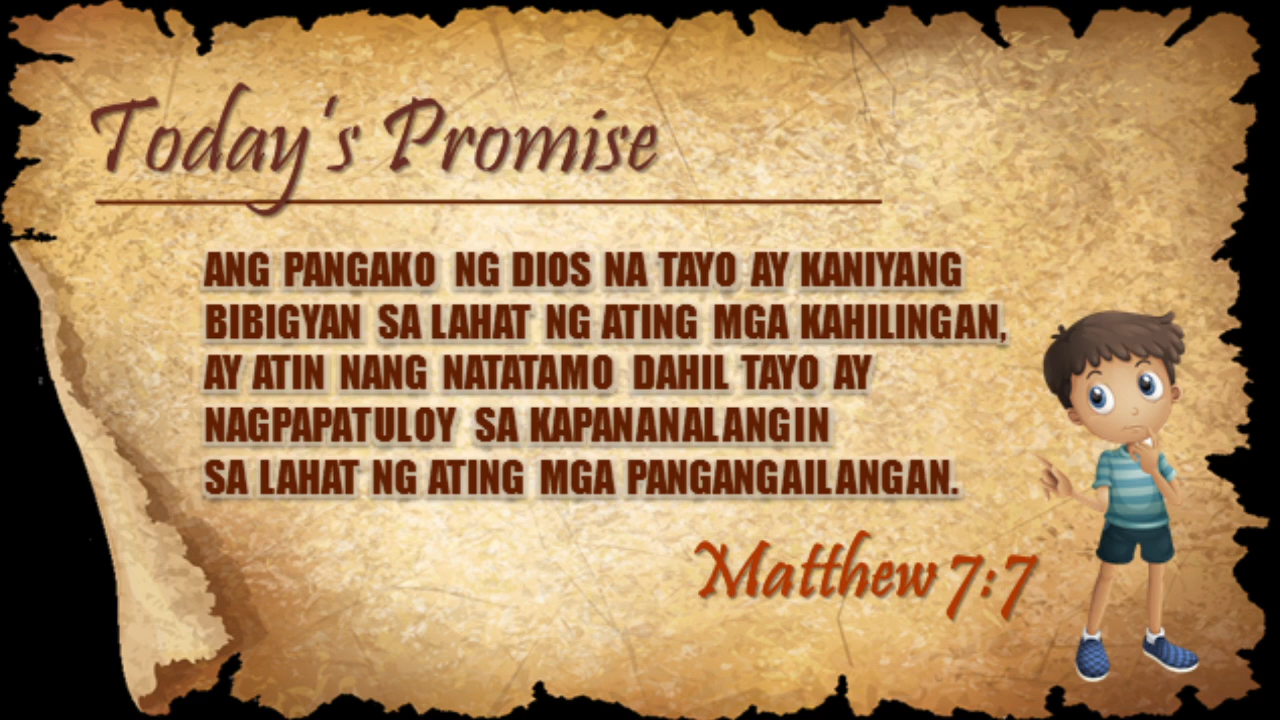 Today's Promise
ANG PANGAKO NG DIOS NA TAYO AY KANIYANG
BIBIGYAN SA LAHAT NG ATING MGA KAHILINGAN,
AY ATIN NANG NATATAMO DAHIL TAYO AY
NAGPAPATULOY SA KAPANANALANGIN
SA LAHAT NG ATING MGA PANGANGAILANGAN.
Matthew 7:7